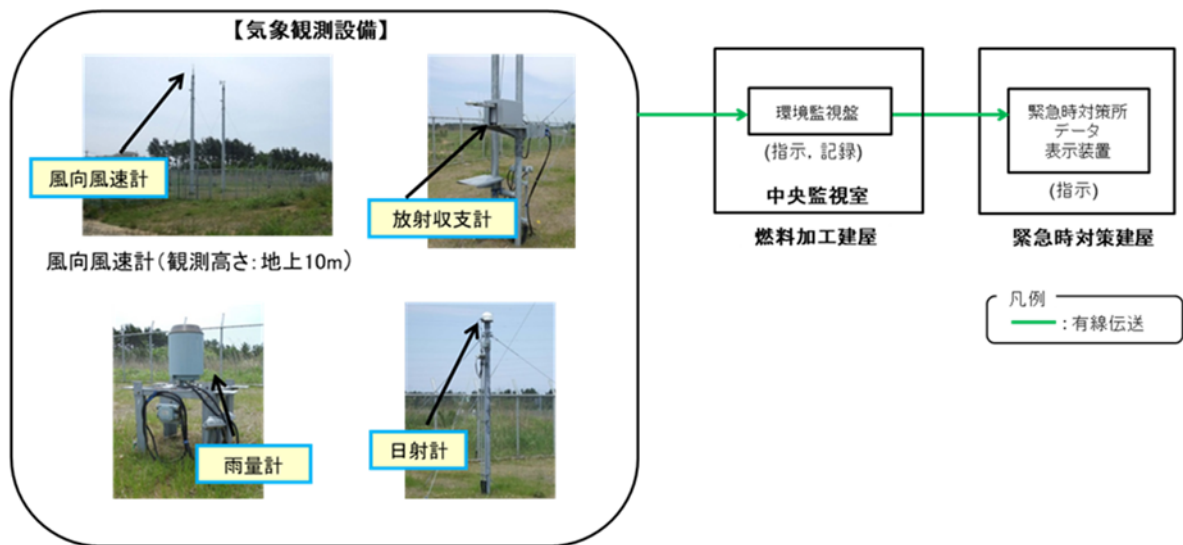 【気象観測設備】
風向風速計
放射収支計
風向風速計(観測高さ:地上10m)
雨量計
日射計
環境監視盤
(指示, 記録)
中央監視室
燃料加工建屋
緊急時対策所
データ
表示装置
(指示)
緊急時対策建屋
凡例
:有線伝送